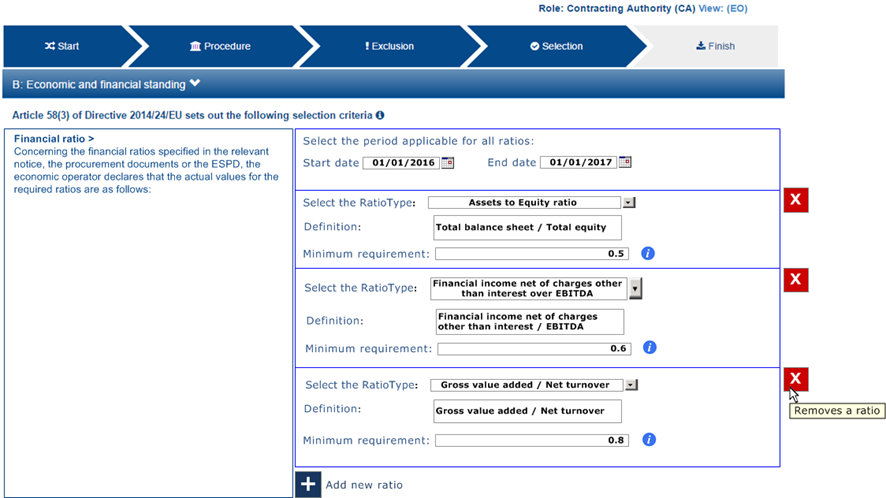 Role: Contracting Authority (CA) View: (EO)
Start
Procedure
! Exclusion
Selection
Finish
B: Economic and financial standing
Article 58(3) of Directive 2014/24/EU sets out the following selection criteria
Financial ratio >
Concerning the financial ratios specified in the relevant
notice, the procurement documents or the ESPD, the
economic operator declares that the actual values for the
required ratios are as follows:
Select the period applicable for all ratios:
Start date 01/01/2016 End date 01/01/2017
Select the RatioType: Assets to Equity ratio
X
Definition: Total balance sheet / Total equity
Minimum requirement: 0.5 i
Select the RatioType: Financial income net of charges other
than interest over EBITDA
X
Definition: Financial income net of charges
other than interest / EBITDA
Minimum requirement: 0.6 i
Select the RatioType: Gross value added / Net turnover
X
Removes a ratio
Definition: Gross value added / Net turnover
Minimum requirement: 0.8 i
+ Add new ratio